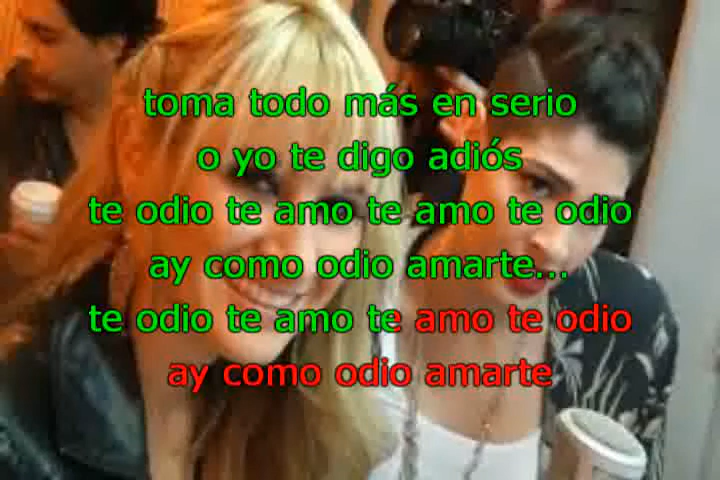 toma todo más en serio
o yo te digo adiós
te odio te amo te amo te odio
ay como odio amarte...
te odio te amo te amo te odio
ay como odio amarte